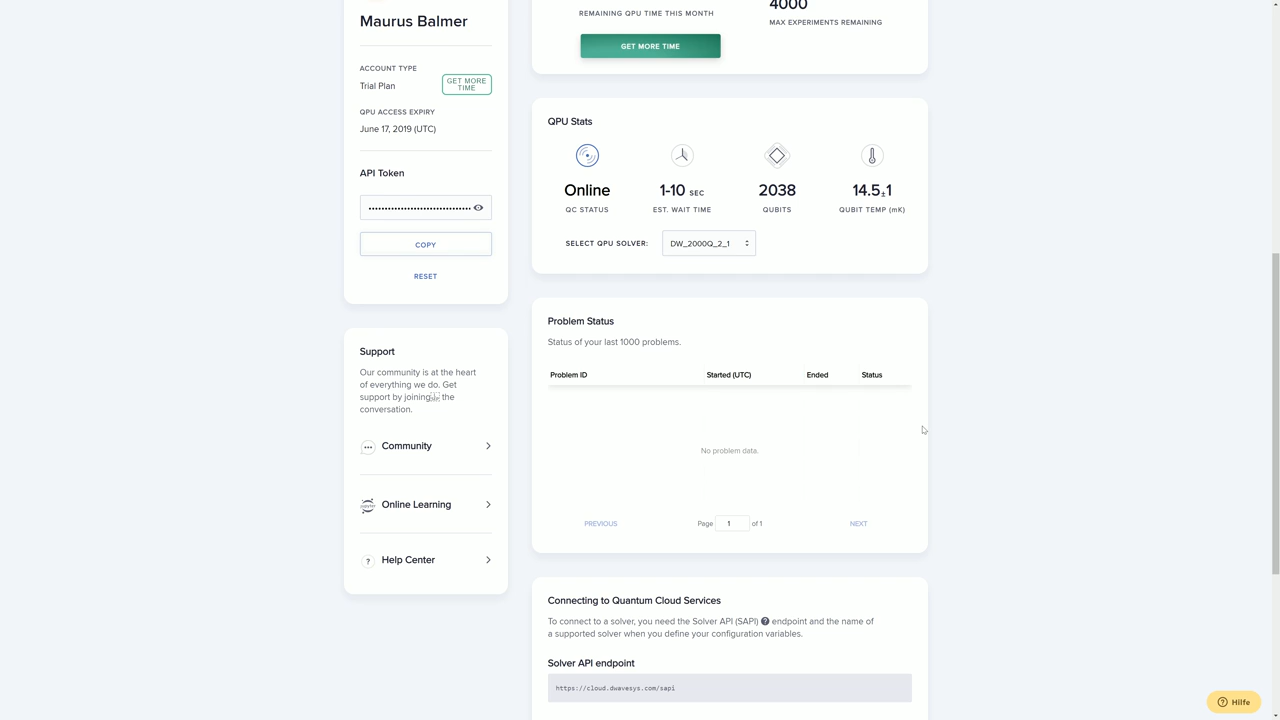 Maurus Balmer
ACCOUNT TYPE
Trial Plan
GET MORE
TIME
QPU ACCESS EXPIRY
June 17, 2019 (UTC)
API Token
COPY
RESET
Support
Our community is at the heart
of everything we do. Get
support by joining the
conversation.
Community
Online Learning
Help Center
REMAINING QPU TIME THIS MONTH
GET MORE TIME
4000
MAX EXPERIMENTS REMAINING
QPU Stats
Online
QC STATUS
1-10 SEC
EST. WAIT TIME
2038
QUBITS
14.5±1
QUBIT TEMP (mK)
SELECT QPU SOLVER:
DW_2000Q_2_1
Problem Status
Status of your last 1000 problems.
Problem ID Started (UTC) Ended Status
No problem data.
PREVIOUS
Page 1 of 1
NEXT
Connecting to Quantum Cloud Services
To connect to a solver, you need the Solver API (SAPI) ? endpoint and the name of
a supported solver when you define your configuration variables.
Solver API endpoint
https://cloud.dwavesys.com/sapi
? Hilfe